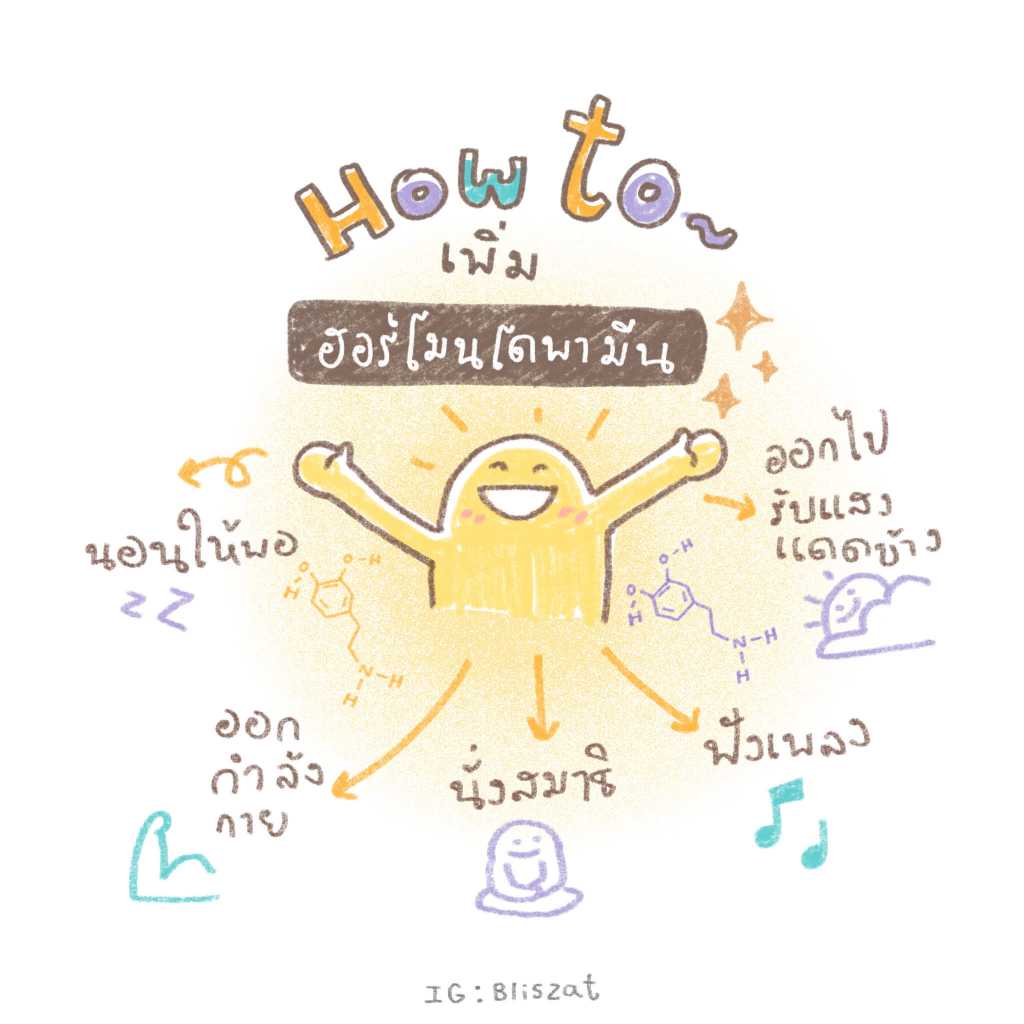 How to~
เพิ่ม
ฮอร์โมนโดพามีน
นอนให้พอ
zz
ออกไป
รับแสง
แดดบ้าง
O-H
O
H
N-H
H
O-H
O
H
N-H
H
ออก
กำลัง
กาย
นั่งสมาธิ
ฟังเพลง
IG : Bliszat